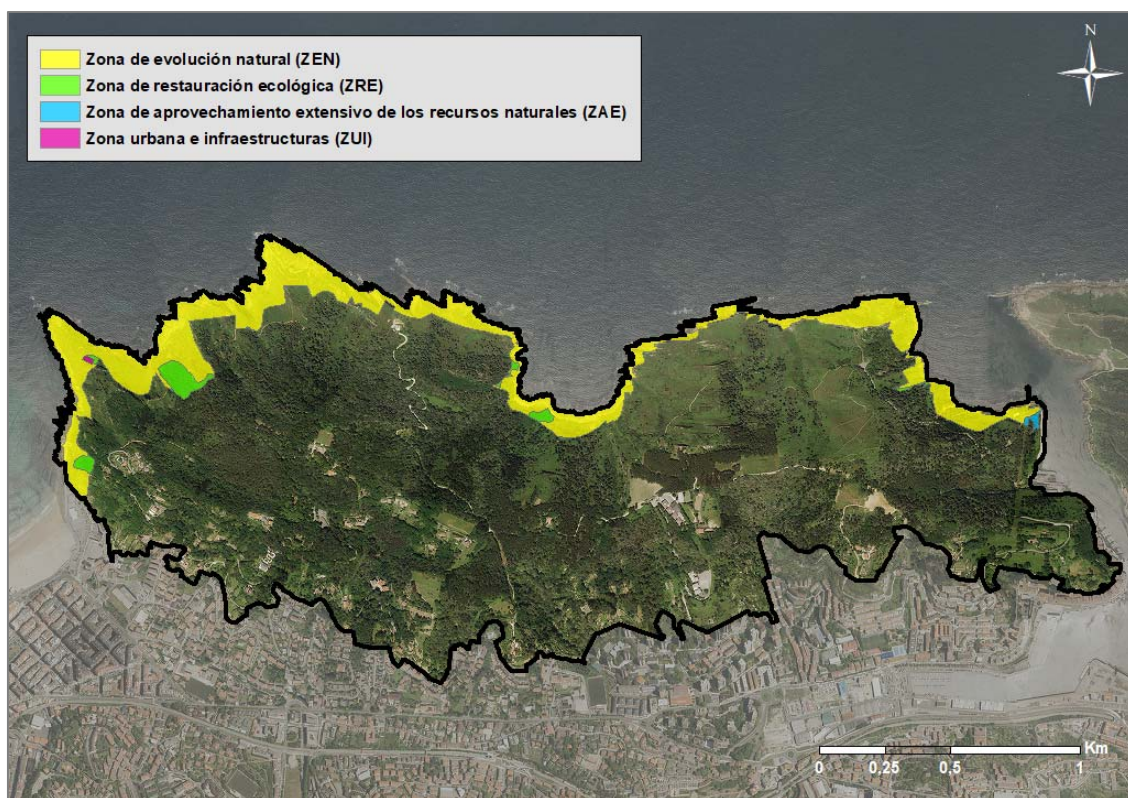 Zona de evolución natural (ZEN)
Zona de restauración ecológica (ZRE)
Zona de aprovechamiento extensivo de los recursos naturales (ZAE)
Zona urbana e infraestructuras (ZUI)
N
Km
0 0,25 0,5 1